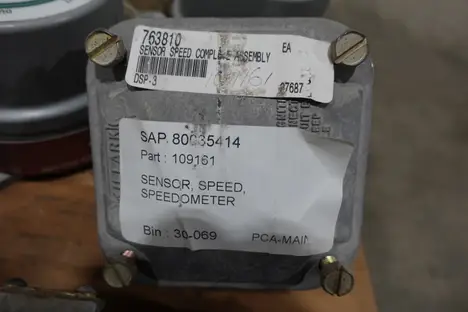 763810
EA
SENSOR SPEED COMPLETE ASSEMBLY
DSP-3
SAP 80035414
Part : 109161
SENSOR, SPEED,
SPEEDOMETER
Bin : 30-069
PCA-MAIN